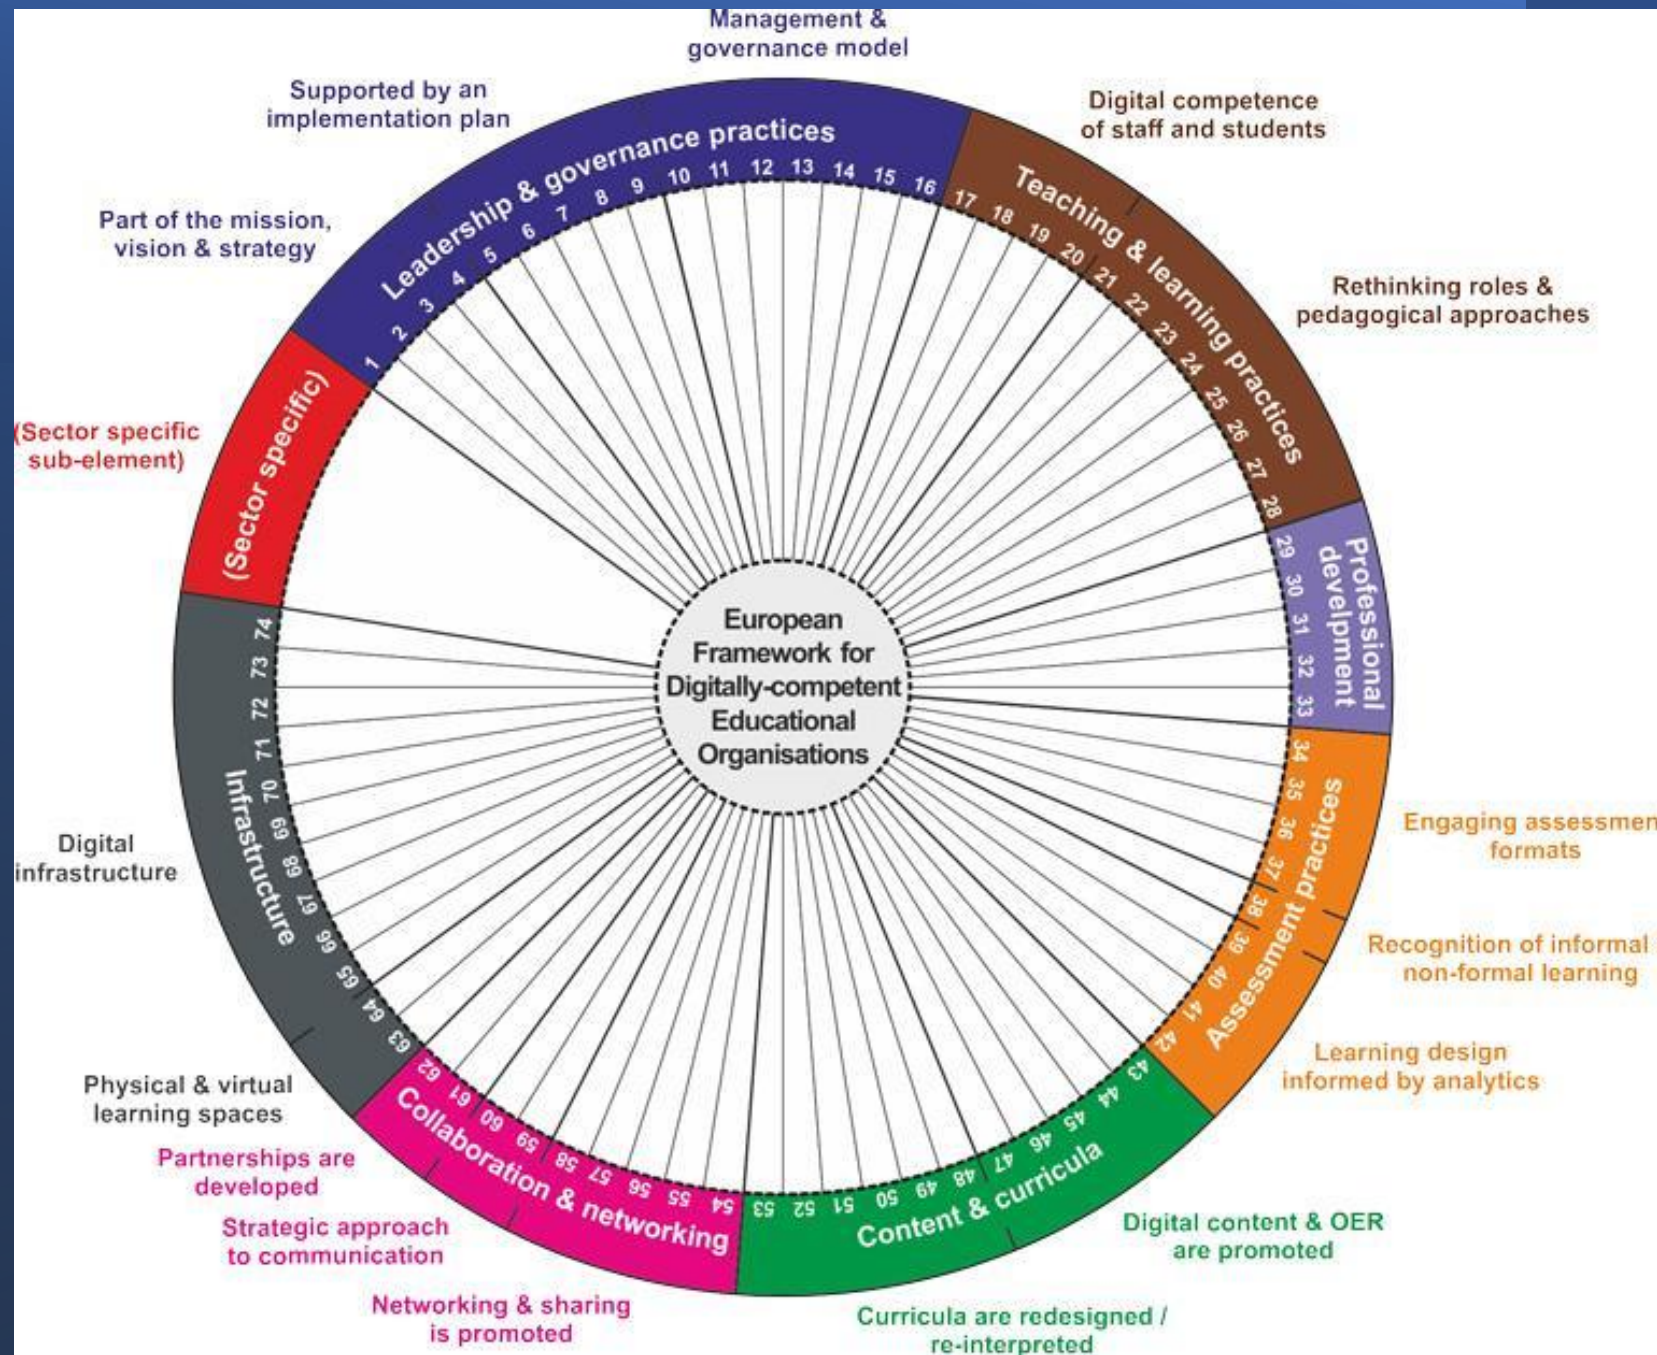 Management &
governance model
Supported by an
implementation plan
Digital competence
of staff and students
Part of the mission,
vision & strategy
Rethinking roles &
pedagogical approaches
(Sector specific
sub-element)
Leadership & governance practices
Teaching & learning practices
Professional
develpment
Assessment practices
Content & curricula
Collaboration & networking
Infrastructure
(Sector specific)
1
2
3
4
5
6
7
8
9
10
11
12
13
14
15
16
17
18
19
20
21
22
23
24
25
26
27
28
29
30
31
32
33
34
35
36
37
38
39
40
41
42
43
44
45
46
47
48
49
50
51
52
53
54
55
56
57
58
59
60
61
62
63
64
65
66
67
68
69
70
71
72
73
74
European
Framework for
Digitally-competent
Educational
Organisations
Engaging assessmen
formats
Recognition of informal
non-formal learning
Learning design
informed by analytics
Digital content & OER
are promoted
Curricula are redesigned /
re-interpreted
Networking & sharing
is promoted
Strategic approach
to communication
Partnerships are
developed
Physical & virtual
learning spaces
Digital
infrastructure